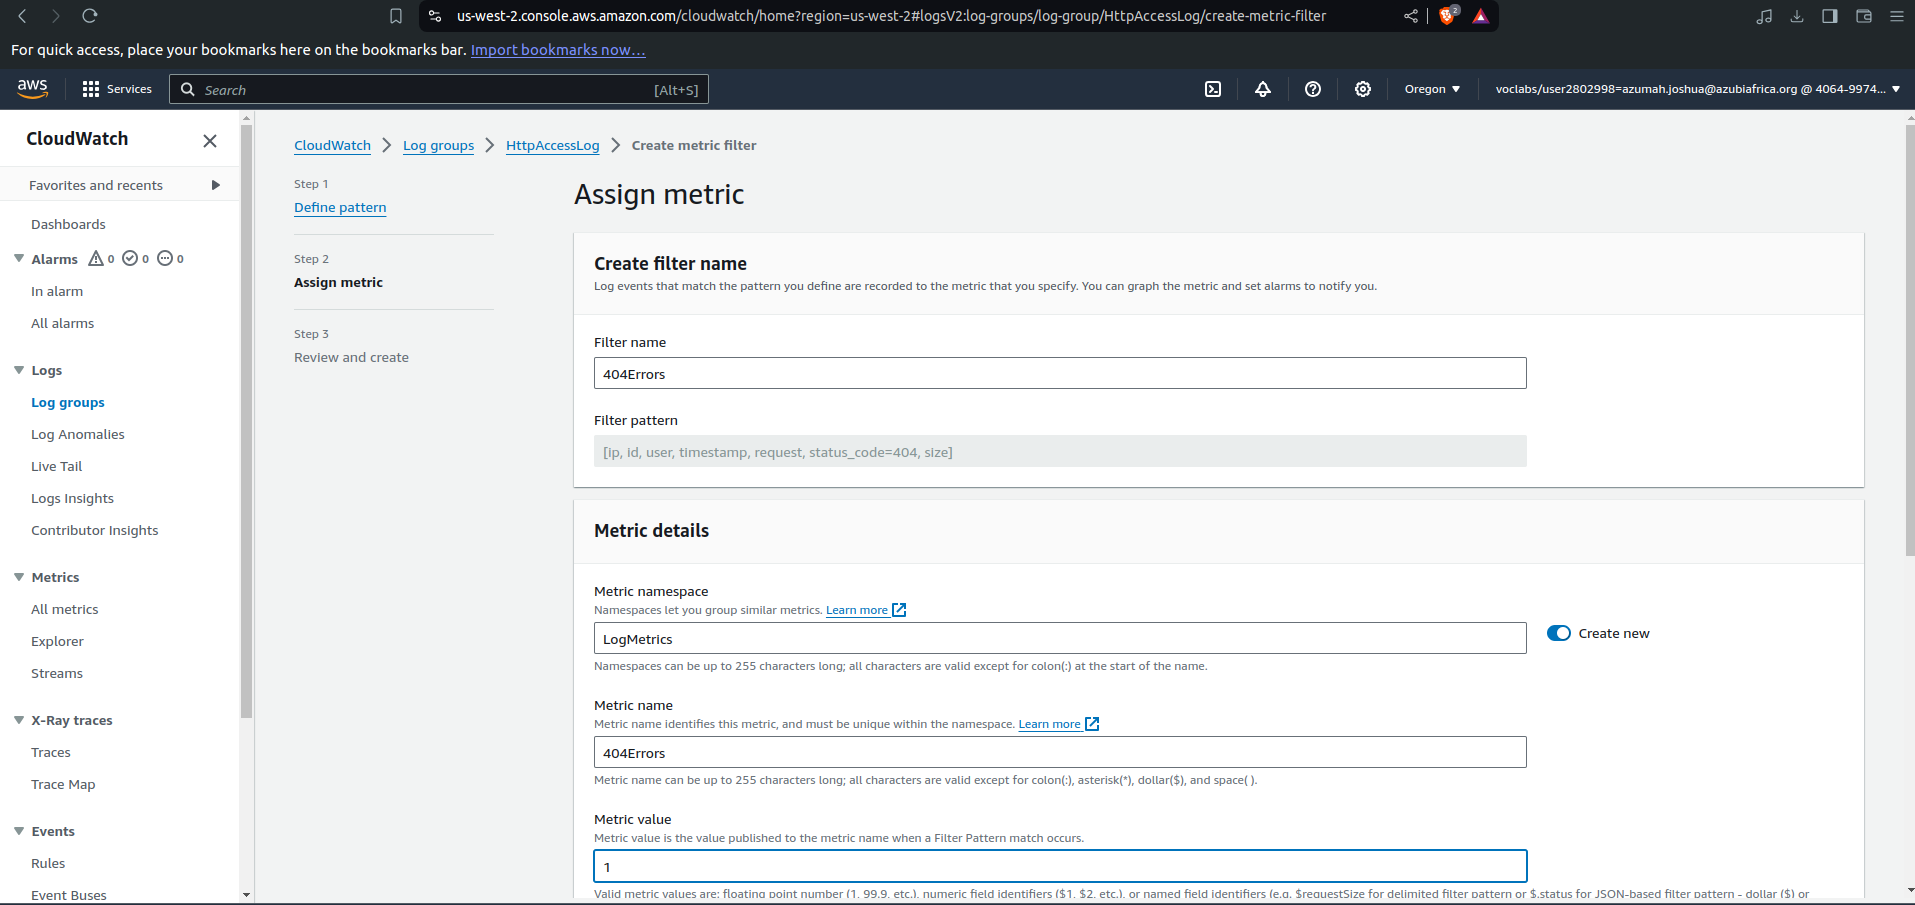 us-west-2.console.aws.amazon.com/cloudwatch/home?region=us-west-2#logsV2:log-groups/log-group/HttpAccessLog/create-metric-filter
2
For quick access, place your bookmarks here on the bookmarks bar. Import bookmarks now...
aws
Services
Search
[Alt+S]
Oregon
voclabs/user2802998=azumah.joshua@azubiafrica.org @ 4064-9974...
CloudWatch
Favorites and recents
Dashboards
Alarms 0 0 0
In alarm
All alarms
Logs
Log groups
Log Anomalies
Live Tail
Logs Insights
Contributor Insights
Metrics
All metrics
Explorer
Streams
X-Ray traces
Traces
Trace Map
Events
Rules
Event Buses
CloudWatch
Log groups
HttpAccessLog
Create metric filter
Step 1
Define pattern
Step 2
Assign metric
Step 3
Review and create
Assign metric
Create filter name
Log events that match the pattern you define are recorded to the metric that you specify. You can graph the metric and set alarms to notify you.
Filter name
404Errors
Filter pattern
[ip, id, user, timestamp, request, status_code=404, size]
Metric details
Metric namespace
Namespaces let you group similar metrics. Learn more
LogMetrics
Create new
Namespaces can be up to 255 characters long; all characters are valid except for colon(:) at the start of the name.
Metric name
Metric name identifies this metric, and must be unique within the namespace. Learn more
404Errors
Metric name can be up to 255 characters long; all characters are valid except for colon(:), asterisk(*), dollar($), and space( ).
Metric value
Metric value is the value published to the metric name when a Filter Pattern match occurs.
1
Valid metric values are: floating point number (1, 99.9, etc.), numeric field identifiers ($1, $2, etc.), or named field identifiers (e.g. $requestSize for delimited filter pattern or $.status for JSON-based filter pattern - dollar ($) or